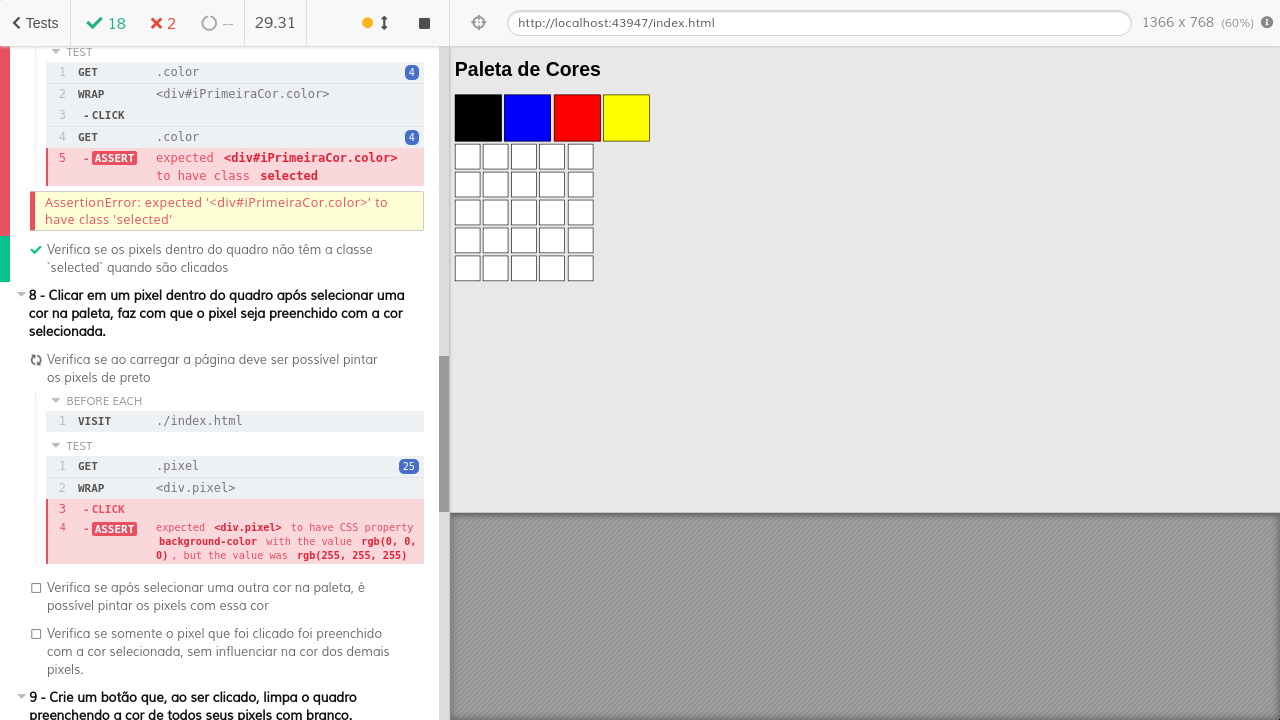 Tests
18
2
--
29.31
http://localhost:43947/index.html
1366 x 768 (60%)
TEST
1 GET .color 4
2 WRAP <div#iPrimeiraCor.color>
3 - CLICK
4 GET .color 4
5 - ASSERT expected <div#iPrimeiraCor.color>
to have class selected
AssertionError: expected '<div#iPrimeiraCor.color>' to
have class 'selected'
Verifica se os pixels dentro do quadro não têm a classe
`selected` quando são clicados
8 - Clicar em um pixel dentro do quadro após selecionar uma
cor na paleta, faz com que o pixel seja preenchido com a cor
selecionada.
Verifica se ao carregar a página deve ser possível pintar
os pixels de preto
BEFORE EACH
1 VISIT ./index.html
TEST
1 GET .pixel 25
2 WRAP <div.pixel>
3 - CLICK
4 - ASSERT expected <div.pixel> to have CSS property
background-color with the value rgb(0, 0,
0), but the value was rgb(255, 255, 255)
Verifica se após selecionar uma outra cor na paleta, é
possível pintar os pixels com essa cor
Verifica se somente o pixel que foi clicado foi preenchido
com a cor selecionada, sem influenciar na cor dos demais
pixels.
9 - Crie um botão que, ao ser clicado, limpa o quadro
preenchendo a cor de todos seus pixels com branco.
Paleta de Cores